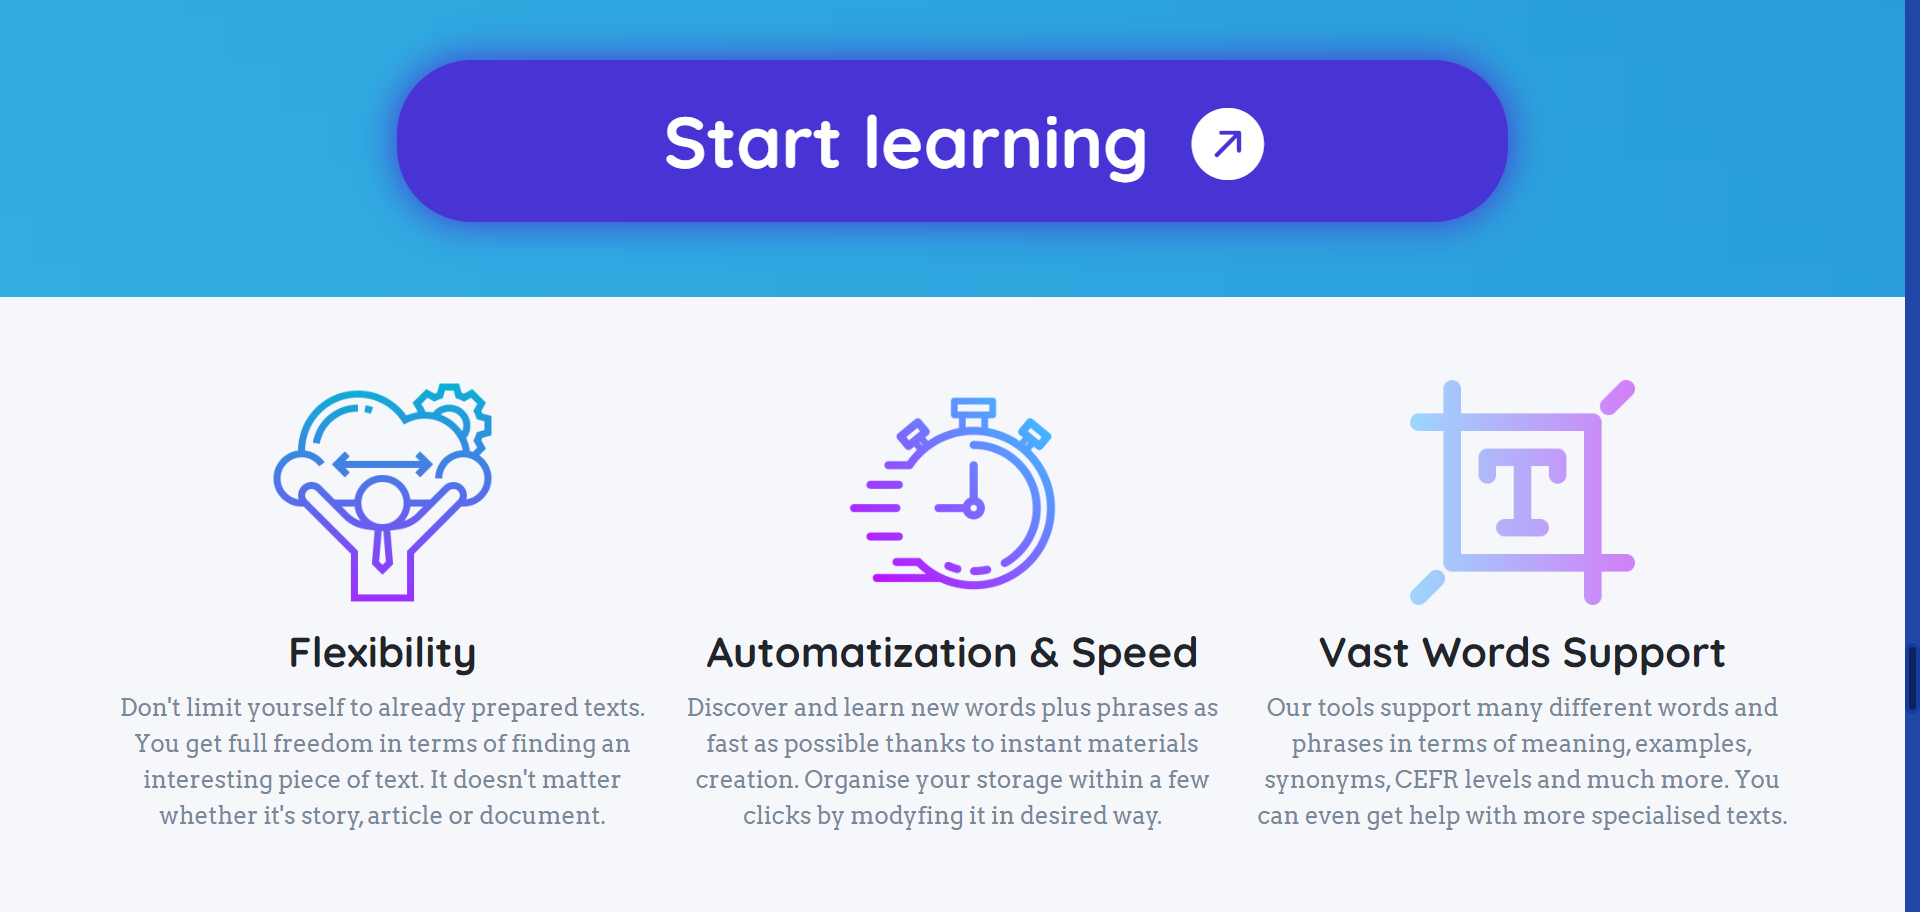 Start learning
Flexibility
Don't limit yourself to already prepared texts.
You get full freedom in terms of finding an
interesting piece of text. It doesn't matter
whether it's story, article or document.
Automatization & Speed
Discover and learn new words plus phrases as
fast as possible thanks to instant materials
creation. Organise your storage within a few
clicks by modyfing it in desired way.
T
Vast Words Support
Our tools support many different words and
phrases in terms of meaning, examples,
synonyms, CEFR levels and much more. You
can even get help with more specialised texts.